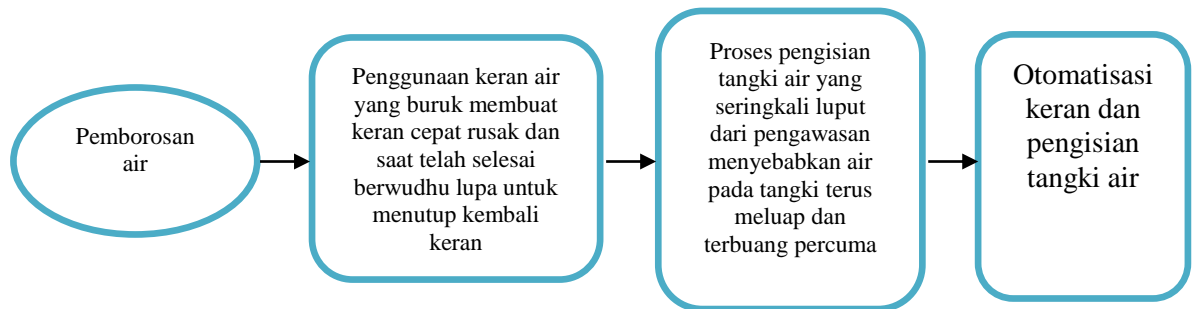 Pemborosan
air
Penggunaan keran air
yang buruk membuat
keran cepat rusak dan
saat telah selesai
berwudhu lupa untuk
menutup kembali
keran
Proses pengisian
tangki air yang
seringkali luput
dari pengawasan
menyebabkan air
pada tangki terus
meluap dan
terbuang percuma
Otomatisasi
keran dan
pengisian
tangki air